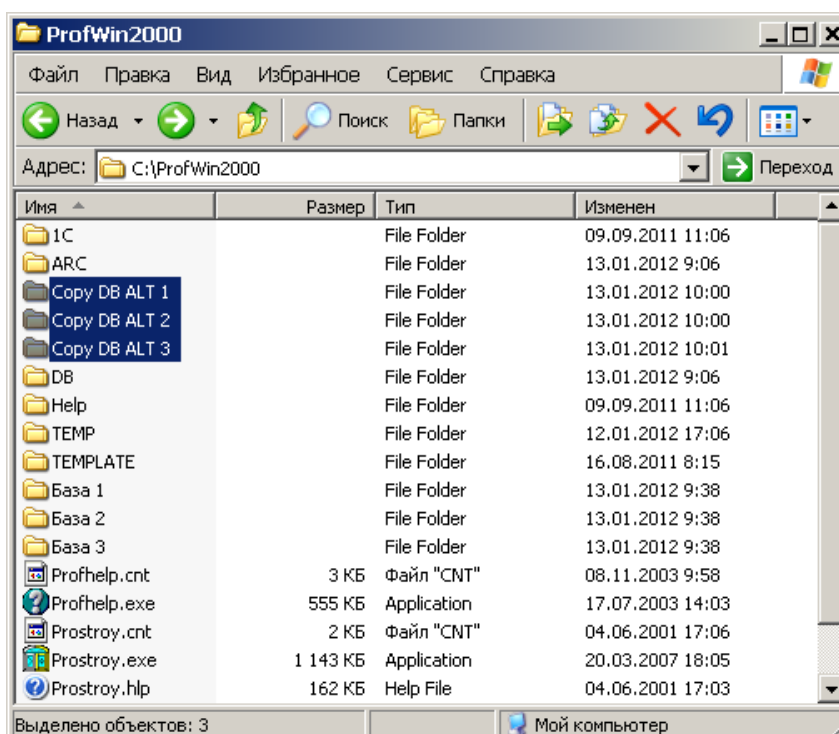 ProfWin2000
Файл Правка Вид Избранное Сервис Справка
Назад Поиск Папки
Адрес: C:\ProfWin2000 Переход
Имя Размер Тип Изменен
1C File Folder 09.09.2011 11:06
ARC File Folder 13.01.2012 9:06
Copy DB ALT 1 File Folder 13.01.2012 10:00
Copy DB ALT 2 File Folder 13.01.2012 10:00
Copy DB ALT 3 File Folder 13.01.2012 10:01
DB File Folder 13.01.2012 9:06
Help File Folder 09.09.2011 11:06
TEMP File Folder 12.01.2012 17:06
TEMPLATE File Folder 16.08.2011 8:15
База 1 File Folder 13.01.2012 9:38
База 2 File Folder 13.01.2012 9:38
База 3 File Folder 13.01.2012 9:38
Profhelp.cnt 3 КБ Файл "CNT" 08.11.2003 9:58
Profhelp.exe 555 КБ Application 17.07.2003 14:03
Prostroy.cnt 2 КБ Файл "CNT" 04.06.2001 17:06
Prostroy.exe 1 143 КБ Application 20.03.2007 18:05
Prostroy.hlp 162 КБ Help File 04.06.2001 17:03
Выделено объектов: 3 Мой компьютер